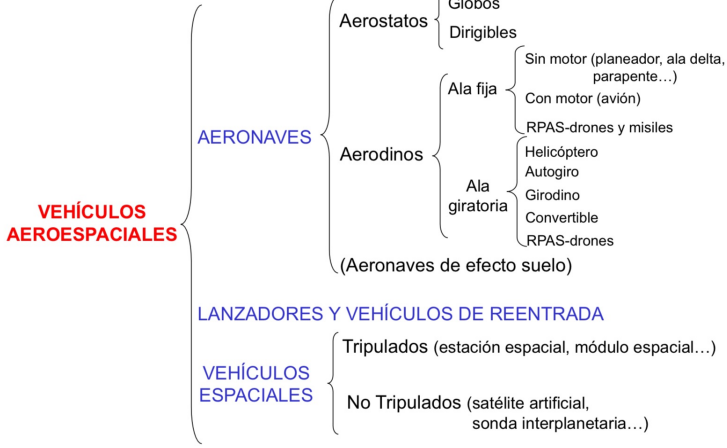 Globos
Aerostatos
Dirigibles
Sin motor (planeador, ala delta,
parapente…)
Ala fija
Con motor (avión)
RPAS-drones y misiles
AERONAVES
Aerodinos
Helicóptero
Autogiro
Ala
giratoria
Girodino
Convertible
RPAS-drones
VEHÍCULOS
AEROESPACIALES
(Aeronaves de efecto suelo)
LANZADORES Y VEHÍCULOS DE REENTRADA
Tripulados (estación espacial, módulo espacial…)
VEHÍCULOS
ESPACIALES
No Tripulados (satélite artificial,
sonda interplanetaria…)